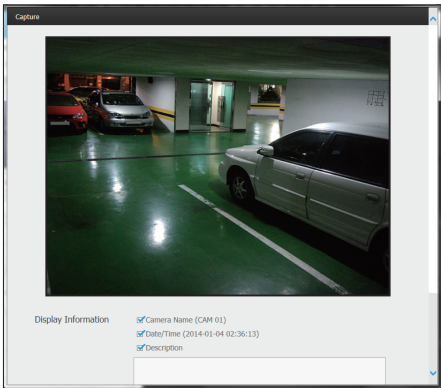 Capture
Display Information
Camera Name (CAM 01)
Date/Time (2014-01-04 02:36:13)
Description